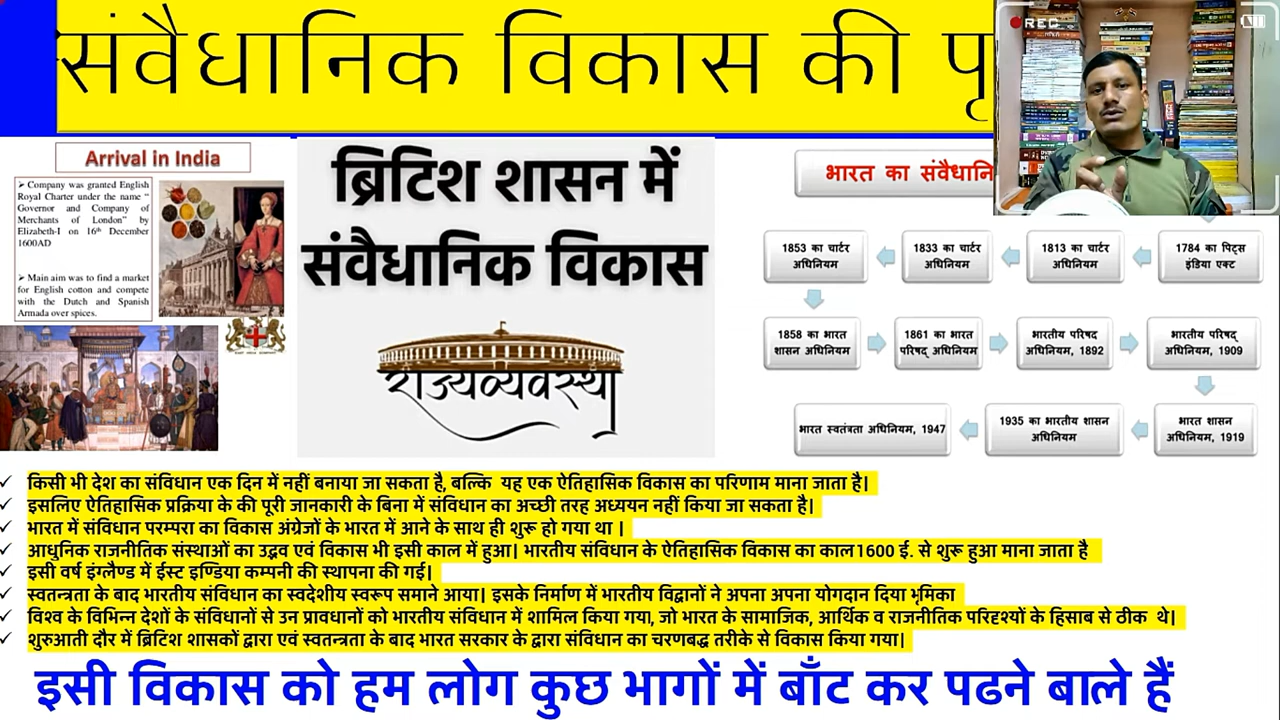 संवैधानिक विकास की पृ
REC
Arrival in India
Company was granted English
Royal Charter under the name “
Governor and Company of
Merchants of London” by
Elizabeth-I on 16th December
1600AD
Main aim was to find a market
for English cotton and compete
with the Dutch and Spanish
Armada over spices.
EAST INDIA COMPANY
ब्रिटिश शासन में
संवैधानिक विकास
राज्यव्यवस्था
भारत का संवैधानि
1853 का चार्टर
अधिनियम
1833 का चार्टर
अधिनियम
1813 का चार्टर
अधिनियम
1784 का पिट्स
इंडिया एक्ट
1858 का भारत
शासन अधिनियम
1861 का भारत
परिषद् अधिनियम
भारतीय परिषद
अधिनियम, 1892
भारतीय परिषद्
अधिनियम, 1909
भारत स्वतंत्रता अधिनियम, 1947
1935 का भारतीय शासन
अधिनियम
भारत शासन
अधिनियम, 1919
✓ किसी भी देश का संविधान एक दिन में नहीं बनाया जा सकता है, बल्कि यह एक ऐतिहासिक विकास का परिणाम माना जाता है।
✓ इसलिए ऐतिहासिक प्रक्रिया के की पूरी जानकारी के बिना में संविधान का अच्छी तरह अध्ययन नहीं किया जा सकता है।
✓ भारत में संविधान परम्परा का विकास अंग्रेजों के भारत में आने के साथ ही शुरू हो गया था ।
✓ आधुनिक राजनीतिक संस्थाओं का उद्भव एवं विकास भी इसी काल में हुआ। भारतीय संविधान के ऐतिहासिक विकास का काल1600 ई. से शुरू हुआ माना जाता है
✓ इसी वर्ष इंग्लैण्ड में ईस्ट इण्डिया कम्पनी की स्थापना की गई।
✓ स्वतन्त्रता के बाद भारतीय संविधान का स्वदेशीय स्वरूप समाने आया। इसके निर्माण में भारतीय विद्वानों ने अपना अपना योगदान दिया भूमिका
✓ विश्व के विभिन्न देशों के संविधानों से उन प्रावधानों को भारतीय संविधान में शामिल किया गया, जो भारत के सामाजिक, आर्थिक व राजनीतिक परिदृश्यों के हिसाब से ठीक थे।
✓ शुरुआती दौर में ब्रिटिश शासकों द्वारा एवं स्वतन्त्रता के बाद भारत सरकार के द्वारा संविधान का चरणबद्ध तरीके से विकास किया गया।
इसी विकास को हम लोग कुछ भागों में बाँट कर पढने बाले हैं